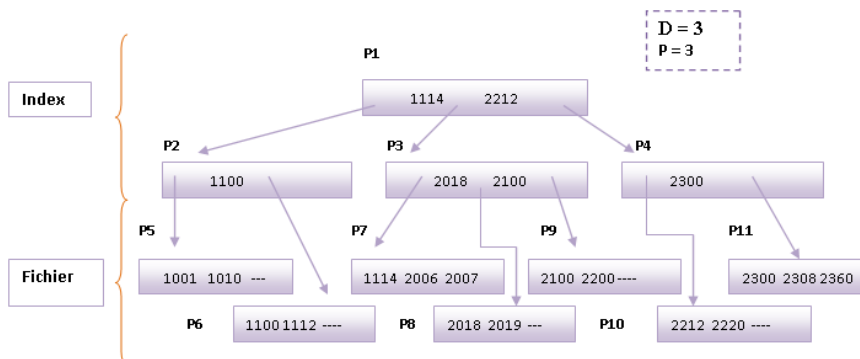 D = 3
P = 3
P1
Index
1114 2212
P2 P3 P4
1100
2018 2100
2300
P5 P7 P9 P11
Fichier
1001 1010 ---
1114 2006 2007
2100 2200----
2300 2308 2360
P6 P8 P10
1100 1112 ----
2018 2019 ---
2212 2220 ----